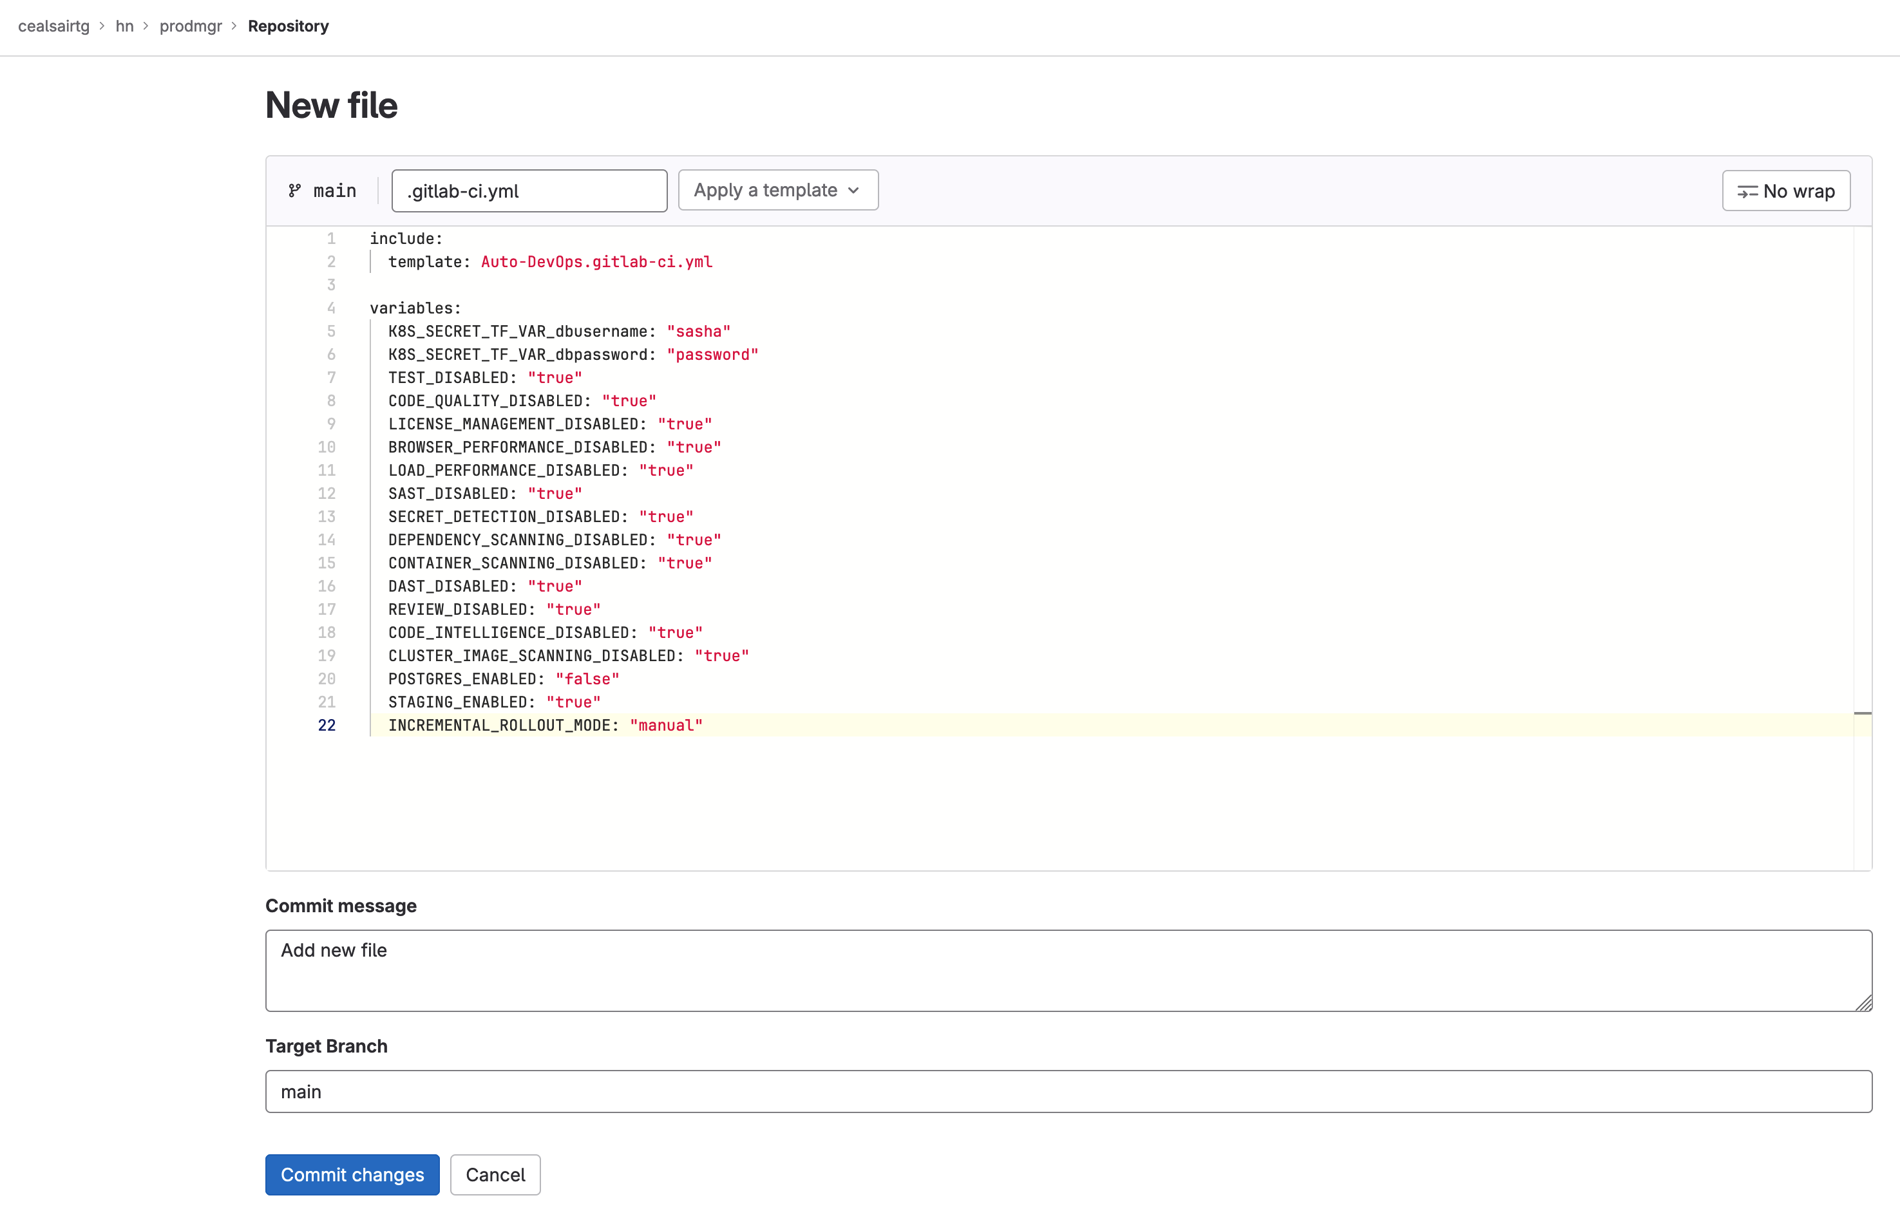 cealsairtg > hn > prodmgr > Repository
New file
main
.gitlab-ci.yml
Apply a template
No wrap
1 include:
2   template: Auto-DevOps.gitlab-ci.yml
3
4 variables:
5   K8S_SECRET_TF_VAR_dbusername: "sasha"
6   K8S_SECRET_TF_VAR_dbpassword: "password"
7   TEST_DISABLED: "true"
8   CODE_QUALITY_DISABLED: "true"
9   LICENSE_MANAGEMENT_DISABLED: "true"
10   BROWSER_PERFORMANCE_DISABLED: "true"
11   LOAD_PERFORMANCE_DISABLED: "true"
12   SAST_DISABLED: "true"
13   SECRET_DETECTION_DISABLED: "true"
14   DEPENDENCY_SCANNING_DISABLED: "true"
15   CONTAINER_SCANNING_DISABLED: "true"
16   DAST_DISABLED: "true"
17   REVIEW_DISABLED: "true"
18   CODE_INTELLIGENCE_DISABLED: "true"
19   CLUSTER_IMAGE_SCANNING_DISABLED: "true"
20   POSTGRES_ENABLED: "false"
21   STAGING_ENABLED: "true"
22   INCREMENTAL_ROLLOUT_MODE: "manual"
Commit message
Add new file
Target Branch
main
Commit changes
Cancel